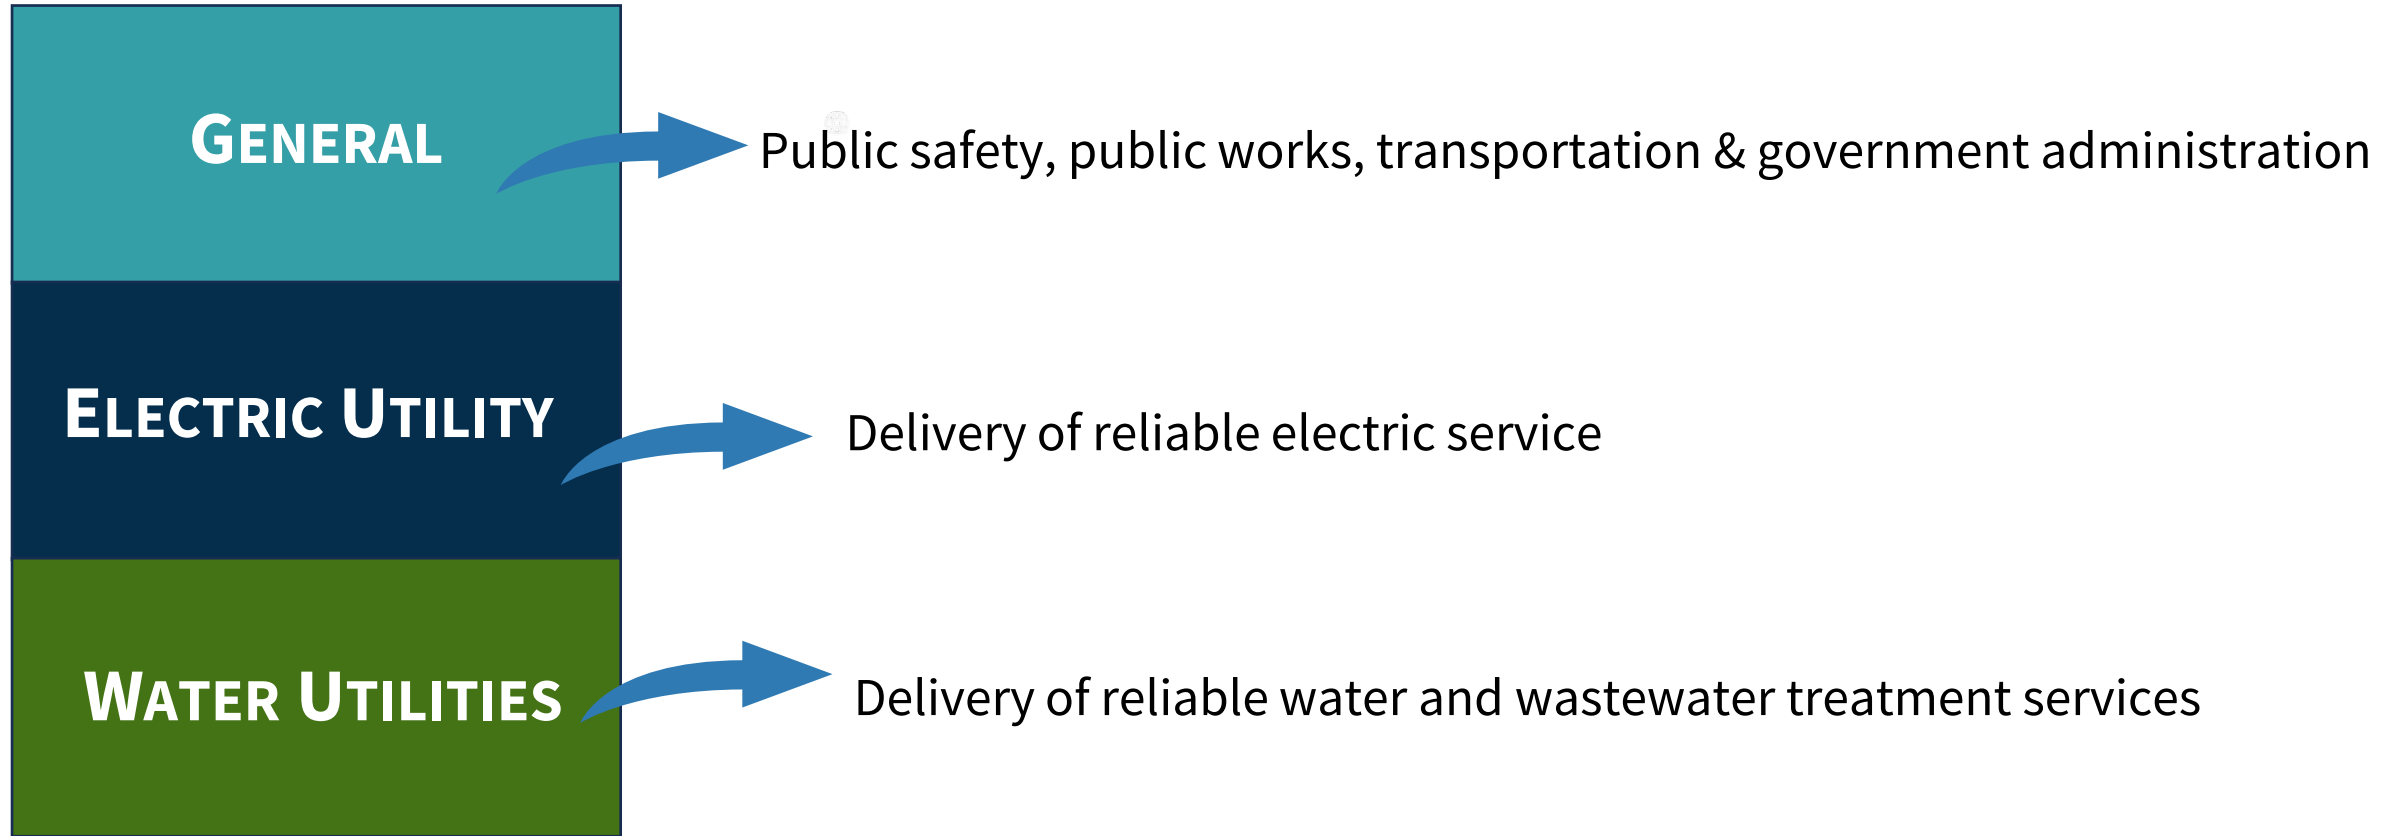 GENERAL
Public safety, public works, transportation & government administration
ELECTRIC UTILITY
Delivery of reliable electric service
WATER UTILITIES
Delivery of reliable water and wastewater treatment services